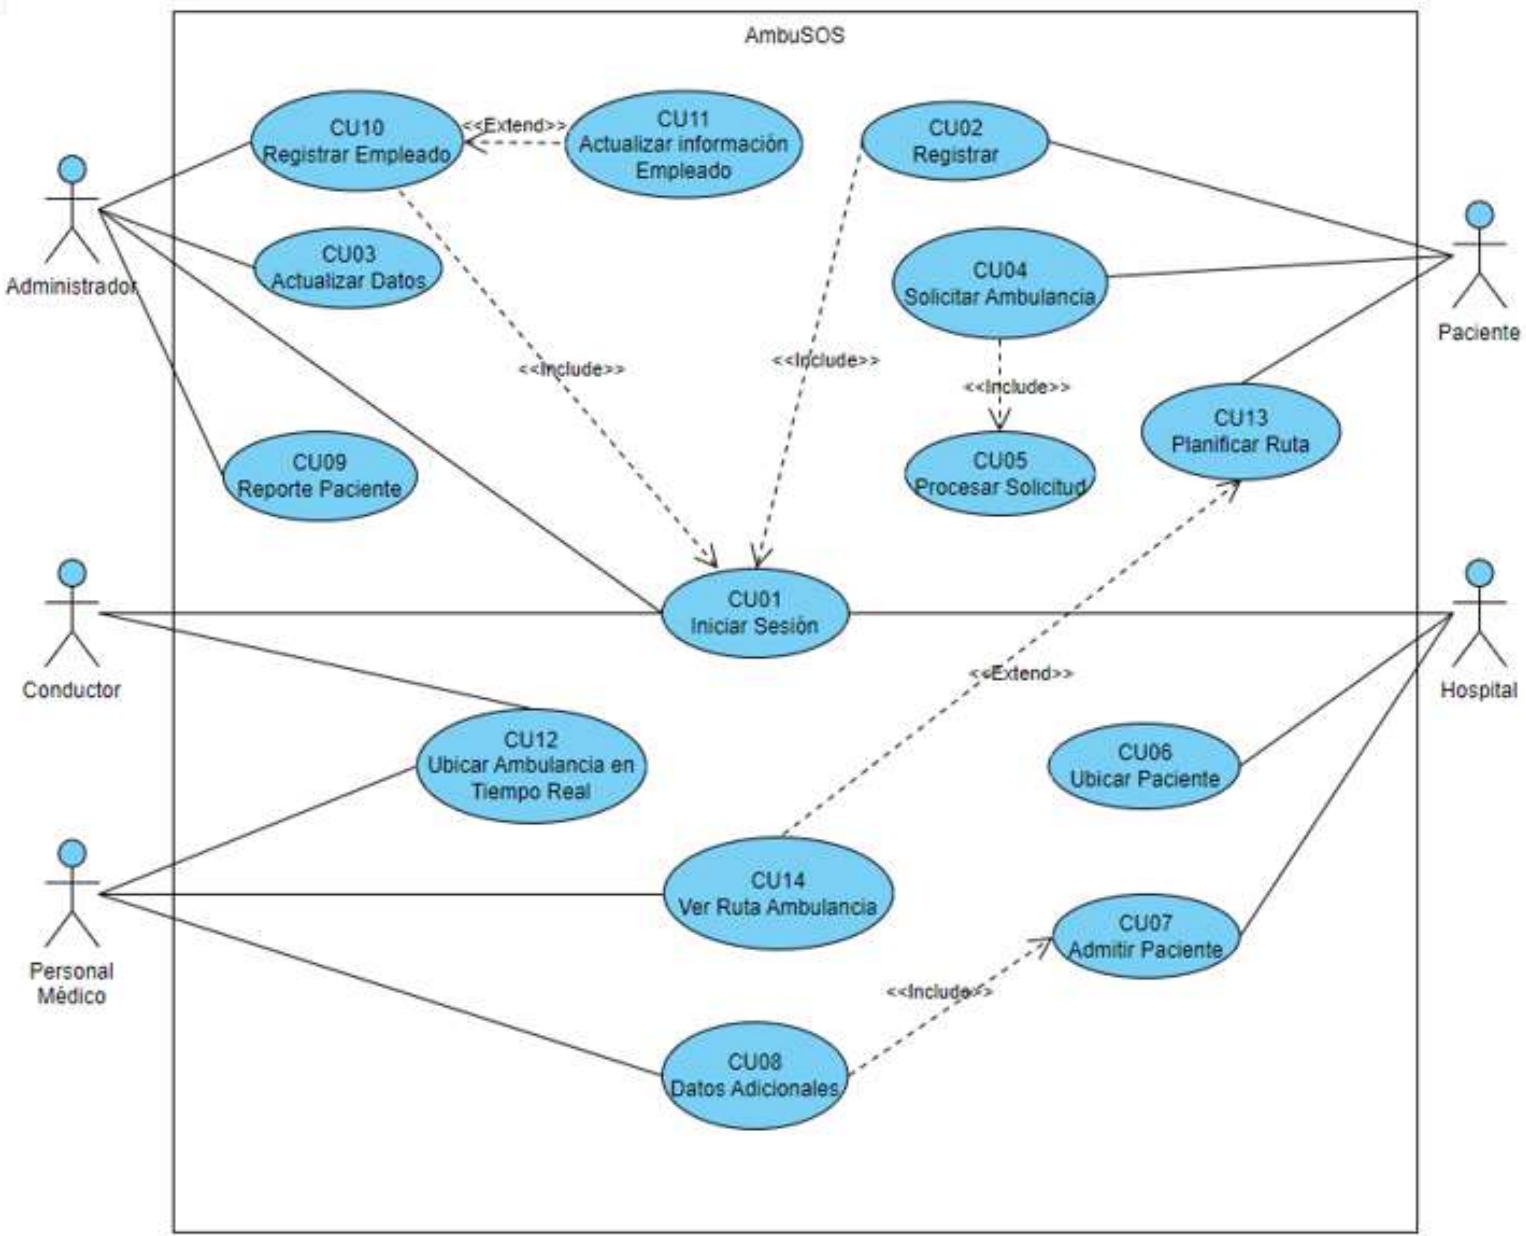 AmbuSOS
CU10
Registrar Empleado
<<Extend>>
CU11
Actualizar información
Empleado
CU02
Registrar
Administrador
CU03
Actualizar Datos
CU04
Solicitar Ambulancia
Paciente
<<Include>>
<<Include>>
<<Include>>
CU13
Planificar Ruta
CU09
Reporte Paciente
CU05
Procesar Solicitud
Conductor
CU01
Iniciar Sesión
Hospital
<<Extend>>
CU12
Ubicar Ambulancia en
Tiempo Real
CU06
Ubicar Paciente
Personal
Médico
CU14
Ver Ruta Ambulancia
CU07
Admitir Paciente
<<Include>>
CU08
Datos Adicionales